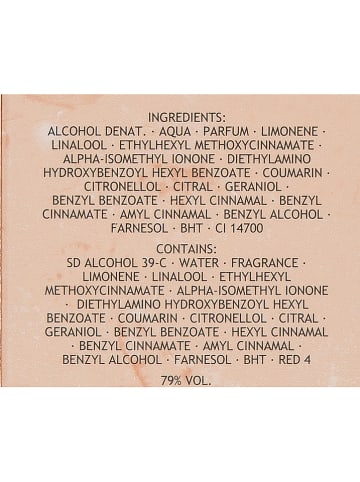 INGREDIENTS:
ALCOHOL DENAT. · AQUA · PARFUM · LIMONENE ·
LINALOOL · ETHYLHEXYL METHOXYCINNAMATE ·
ALPHA-ISOMETHYL IONONE · DIETHYLAMINO
HYDROXYBENZOYL HEXYL BENZOATE · COUMARIN ·
CITRONELLOL · CITRAL · GERANIOL ·
BENZYL BENZOATE · HEXYL CINNAMAL · BENZYL
CINNAMATE · AMYL CINNAMAL · BENZYL ALCOHOL ·
FARNESOL · BHT · CI 14700
CONTAINS:
SD ALCOHOL 39-C · WATER · FRAGRANCE ·
LIMONENE · LINALOOL · ETHYLHEXYL
METHOXYCINNAMATE · ALPHA-ISOMETHYL IONONE
· DIETHYLAMINO HYDROXYBENZOYL HEXYL
BENZOATE · COUMARIN · CITRONELLOL · CITRAL ·
GERANIOL · BENZYL BENZOATE · HEXYL CINNAMAL
· BENZYL CINNAMATE · AMYL CINNAMAL ·
BENZYL ALCOHOL · FARNESOL · BHT · RED 4
79% VOL.